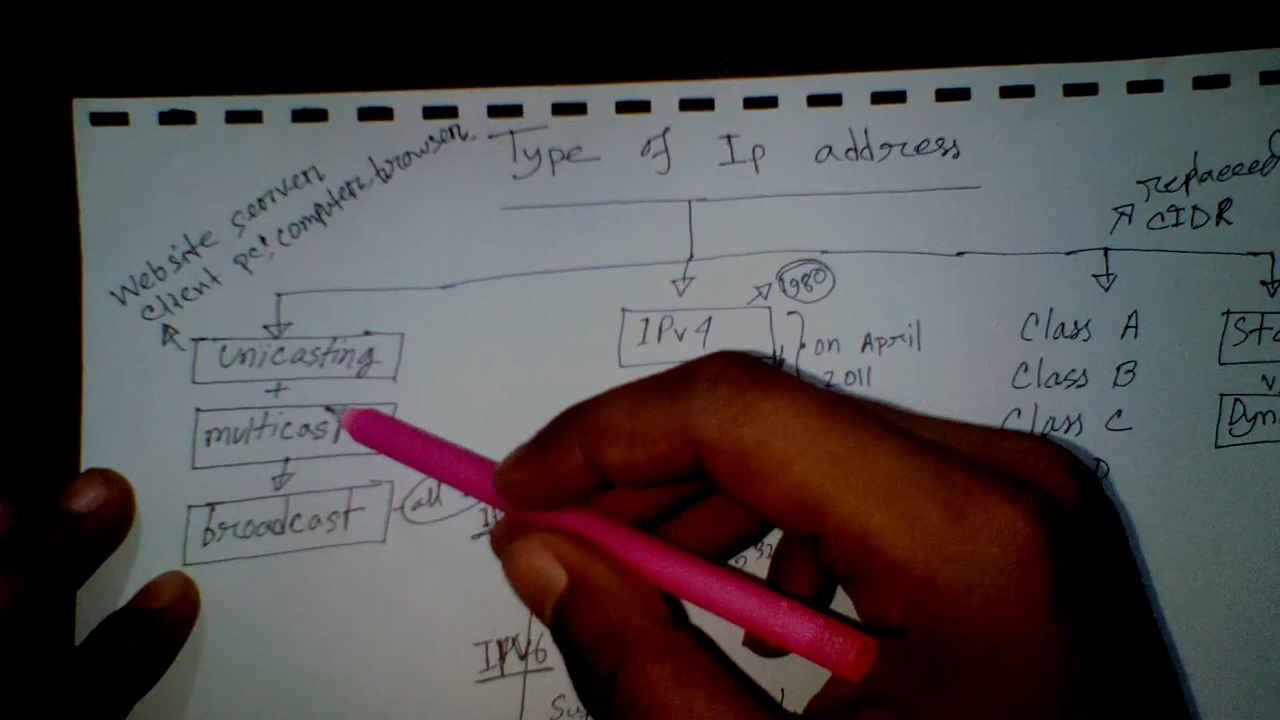 Type of Ip address
Website server
client pc, computer, browser.
replaced
CIDR
1980
unicasting
+
multicast
broadcast
all
IPv4
on April
2011
Class A
Class B
Class C
D
2³²
IPV6